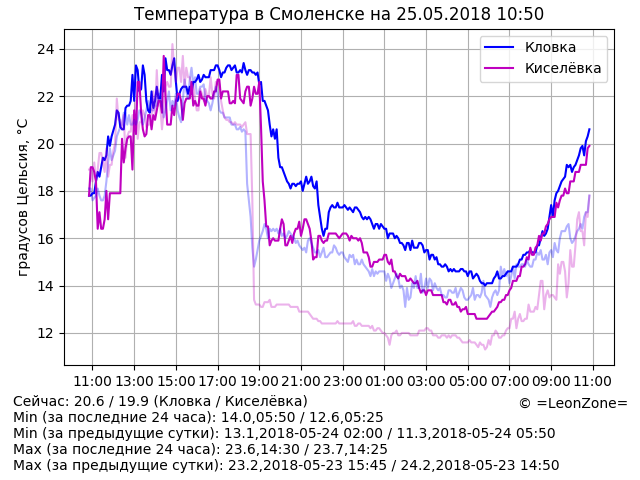 Температура в Смоленске на 25.05.2018 10:50
Кловка
Киселёвка
градусов Цельсия, °C
24
22
20
18
16
14
12
11:00 13:00 15:00 17:00 19:00 21:00 23:00 01:00 03:00 05:00 07:00 09:00 11:00
Сейчас: 20.6 / 19.9 (Кловка / Киселёвка)
© =LeonZone=
Min (за последние 24 часа): 14.0,05:50 / 12.6,05:25
Min (за предыдущие сутки): 13.1,2018-05-24 02:00 / 11.3,2018-05-24 05:50
Max (за последние 24 часа): 23.6,14:30 / 23.7,14:25
Max (за предыдущие сутки): 23.2,2018-05-23 15:45 / 24.2,2018-05-23 14:50